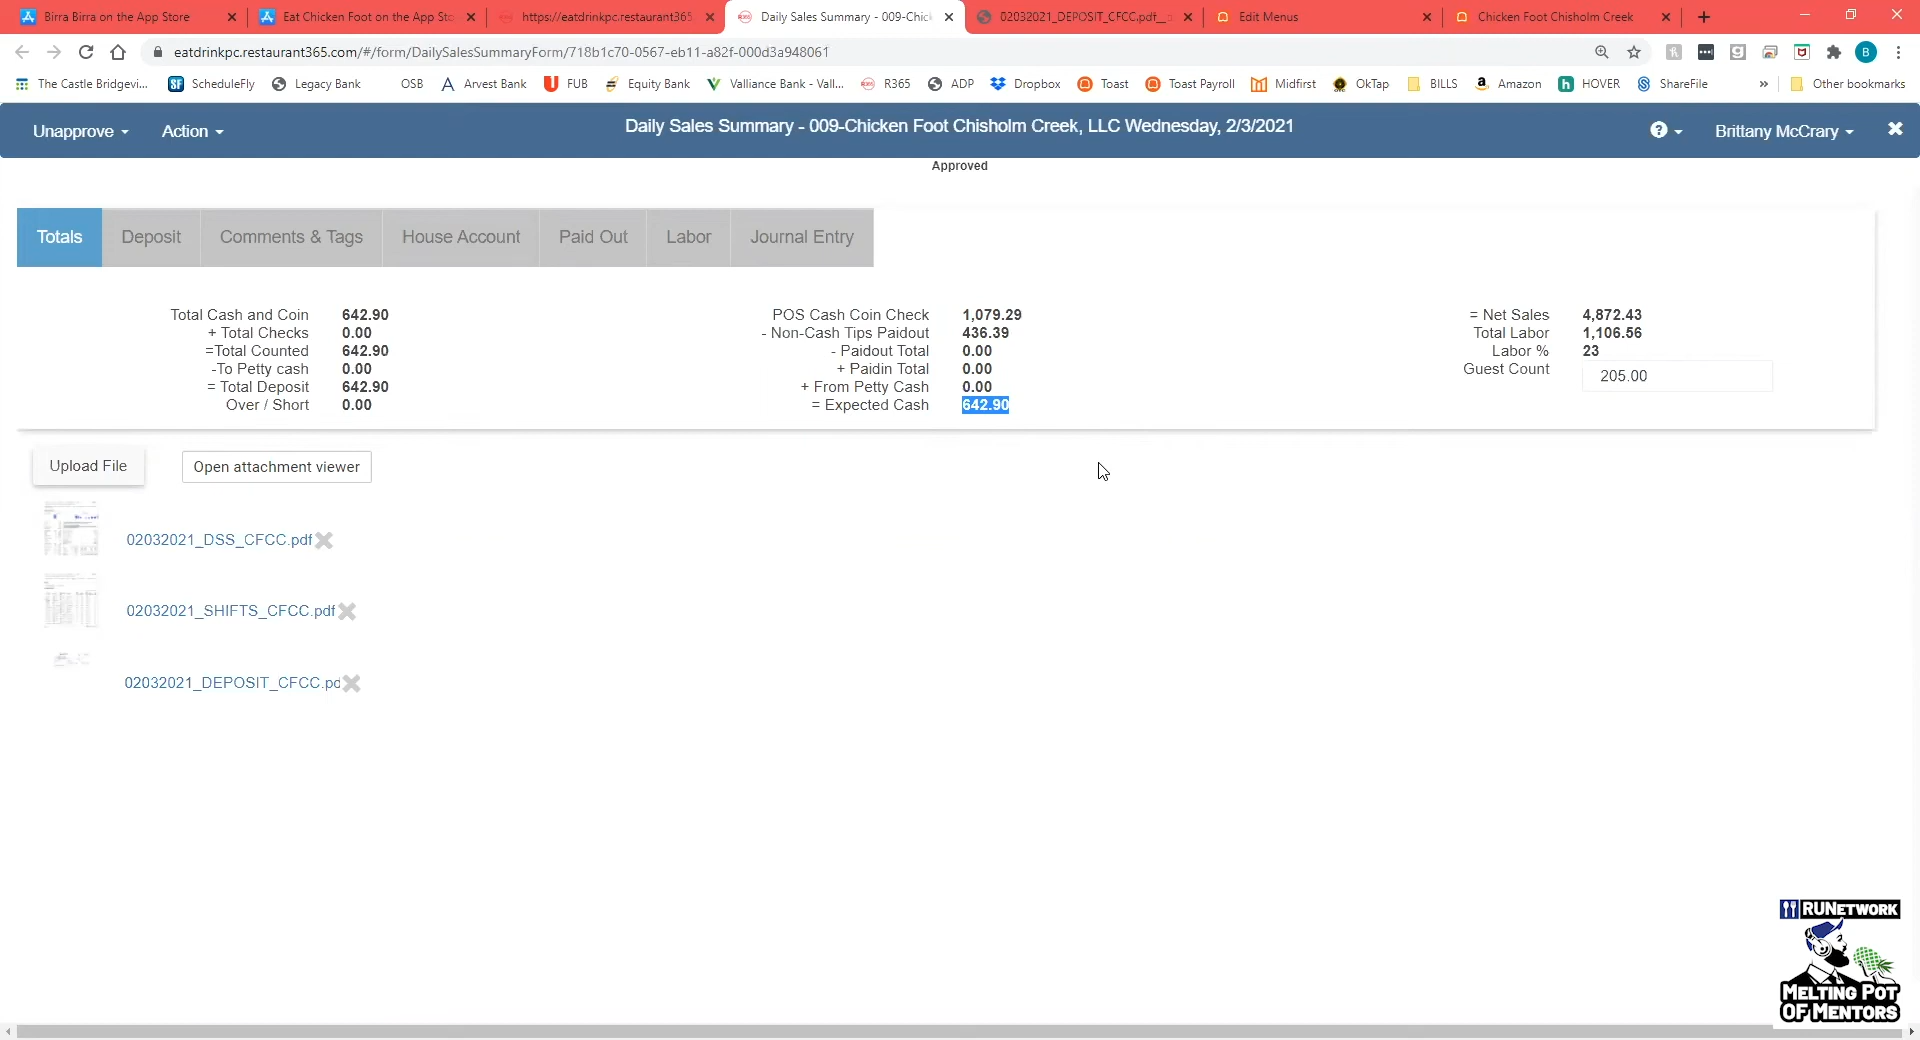 Birra Birra on the App Store
Eat Chicken Foot on the App Sto
https://eatdrinkpc.restaurant365
Daily Sales Summary - 009-Chick
02032021_DEPOSIT_CFCC.pdf_
Edit Menus
Chicken Foot Chisholm Creek
eatdrinkpc.restaurant365.com/#/form/DailySalesSummaryForm/718b1c70-0567-eb11-a82f-000d3a948061
B
The Castle Bridgevi...
SF ScheduleFly
Legacy Bank
OSB
Arvest Bank
FUB
Equity Bank
Valliance Bank - Vall...
R365
ADP
Dropbox
Toast
Toast Payroll
Midfirst
OkTap
BILLS
Amazon
HOVER
ShareFile
»
Other bookmarks
Unapprove
Action
Daily Sales Summary - 009-Chicken Foot Chisholm Creek, LLC Wednesday, 2/3/2021
Brittany McCrary
Approved
Totals
Deposit
Comments & Tags
House Account
Paid Out
Labor
Journal Entry
Total Cash and Coin 642.90
+ Total Checks 0.00
=Total Counted 642.90
-To Petty cash 0.00
= Total Deposit 642.90
Over / Short 0.00
POS Cash Coin Check 1,079.29
- Non-Cash Tips Paidout 436.39
- Paidout Total 0.00
+ Paidin Total 0.00
+ From Petty Cash 0.00
= Expected Cash 642.90
= Net Sales 4,872.43
Total Labor 1,106.56
Labor % 23
Guest Count 205.00
Upload File
Open attachment viewer
02032021_DSS_CFCC.pdf
02032021_SHIFTS_CFCC.pdf
02032021_DEPOSIT_CFCC.pd
RUNETWORK
MELTING POT
OF MENTORS